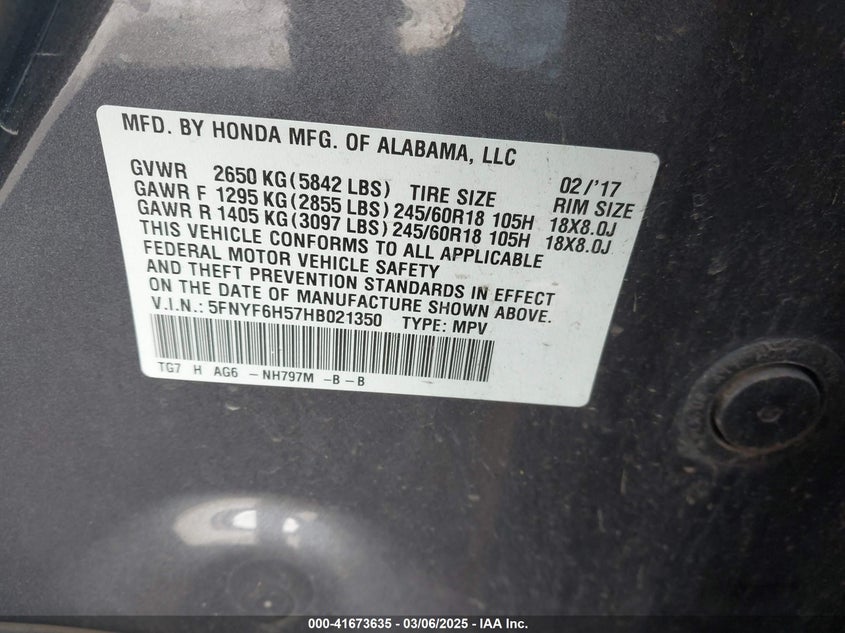 MFD. BY HONDA MFG. OF ALABAMA, LLC
GVWR 2650 KG (5842 LBS) TIRE SIZE 02/'17 RIM SIZE
GAWR F 1295 KG (2855 LBS) 245/60R18 105H 18X8.0J
GAWR R 1405 KG (3097 LBS) 245/60R18 105H 18X8.0J
THIS VEHICLE CONFORMS TO ALL APPLICABLE
FEDERAL MOTOR VEHICLE SAFETY
AND THEFT PREVENTION STANDARDS IN EFFECT
ON THE DATE OF MANUFACTURE SHOWN ABOVE.
V.I.N.: 5FNYF6H57HB021350 TYPE: MPV
TG7 H AG6 - NH797M -B - B
000-41673635 - 03/06/2025 - IAA Inc.